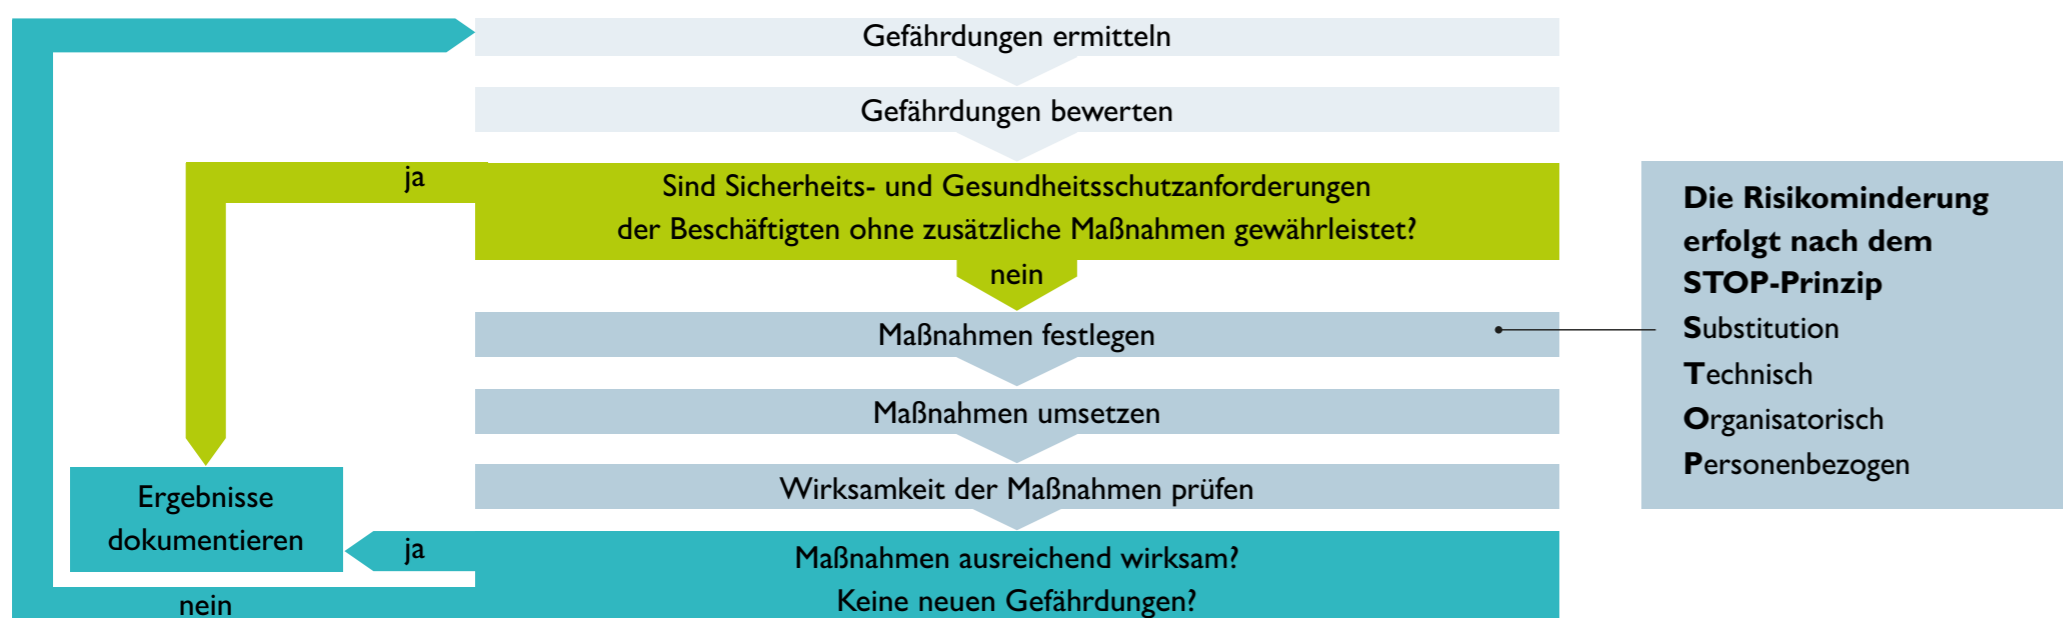 Gefährdungen ermitteln
Gefährdungen bewerten
ja
Sind Sicherheits- und Gesundheitsschutzanforderungen
der Beschäftigten ohne zusätzliche Maßnahmen gewährleistet?
nein
Maßnahmen festlegen
Maßnahmen umsetzen
Wirksamkeit der Maßnahmen prüfen
Maßnahmen ausreichend wirksam?
Keine neuen Gefährdungen?
ja
nein
Ergebnisse
dokumentieren
Die Risikominderung
erfolgt nach dem
STOP-Prinzip
Substitution
Technisch
Organisatorisch
Personenbezogen